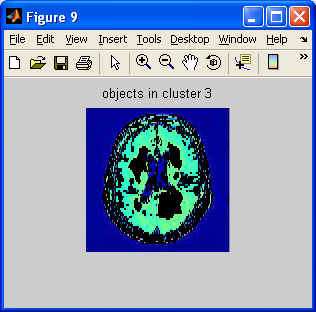 Figure 9
File Edit View Insert Tools Desktop Window Help
objects in cluster 3